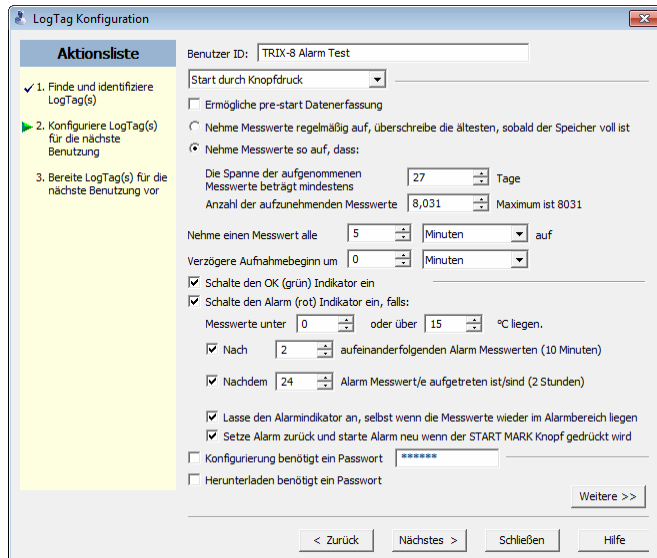 LogTag Konfiguration
Aktionsliste
1. Finde und identifiziere
LogTag(s)
2. Konfiguriere LogTag(s)
für die nächste
Benutzung
3. Bereite LogTag(s) für die
nächste Benutzung vor
Benutzer ID: TRIX-8 Alarm Test
Start durch Knopfdruck
Ermögliche pre-start Datenerfassung
Nehme Messwerte regelmäßig auf, überschreibe die ältesten, sobald der Speicher voll ist
Nehme Messwerte so auf, dass:
Die Spanne der aufgenommenen
Messwerte beträgt mindestens 27 Tage
Anzahl der aufzunehmenden Messwerte 8,031 Maximum ist 8031
Nehme einen Messwert alle 5 Minuten auf
Verzögere Aufnahmebeginn um 0 Minuten
Schalte den OK (grün) Indikator ein
Schalte den Alarm (rot) Indikator ein, falls:
Messwerte unter 0 oder über 15 ºC liegen.
Nach 2 aufeinanderfolgenden Alarm Messwerten (10 Minuten)
Nachdem 24 Alarm Messwert/e aufgetreten ist/sind (2 Stunden)
Lasse den Alarmindikator an, selbst wenn die Messwerte wieder im Alarmbereich liegen
Setze Alarm zurück und starte Alarm neu wenn der START MARK Knopf gedrückt wird
Konfigurierung benötigt ein Passwort ******
Herunterladen benötigt ein Passwort
Weitere >>
< Zurück Nächstes > Schließen Hilfe